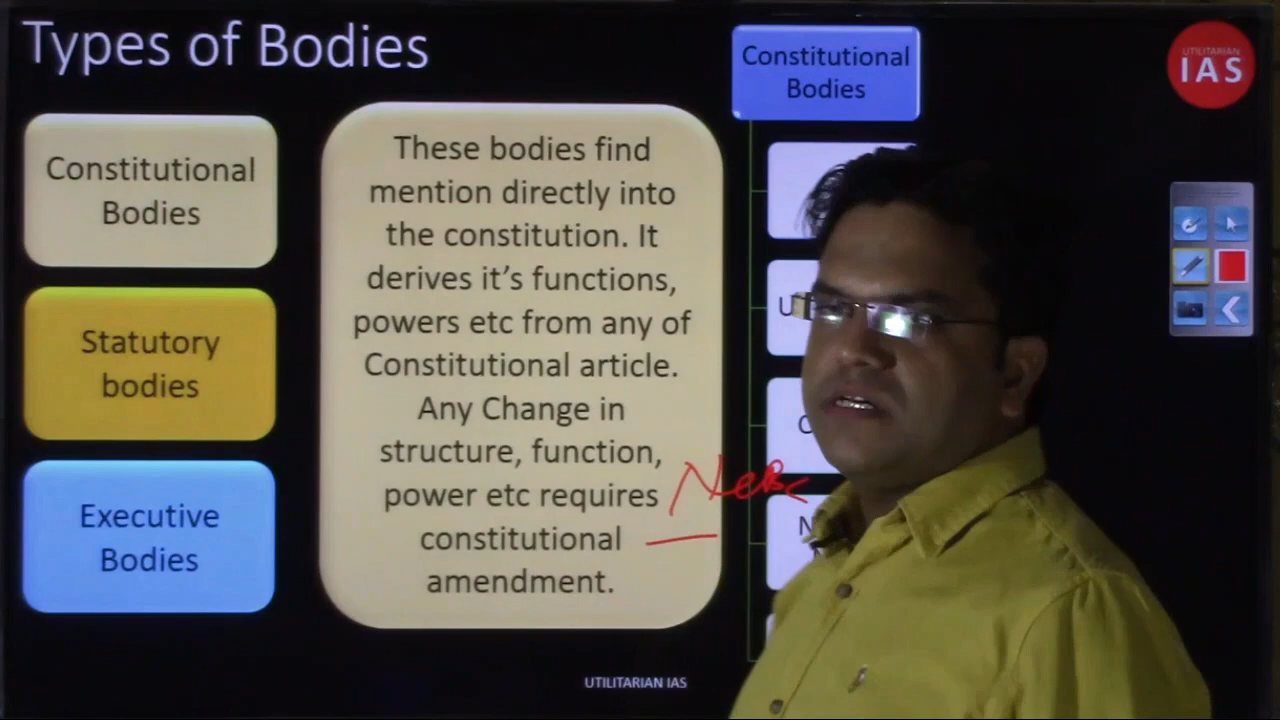 Types of Bodies
Constitutional
Bodies
Statutory
bodies
Executive
Bodies
These bodies find
mention directly into
the constitution. It
derives it's functions,
powers etc from any of
Constitutional article.
Any Change in
structure, function,
power etc requires
constitutional
amendment.
NeBc
Constitutional
Bodies
UTILITARIAN
IAS
UTILITARIAN IAS